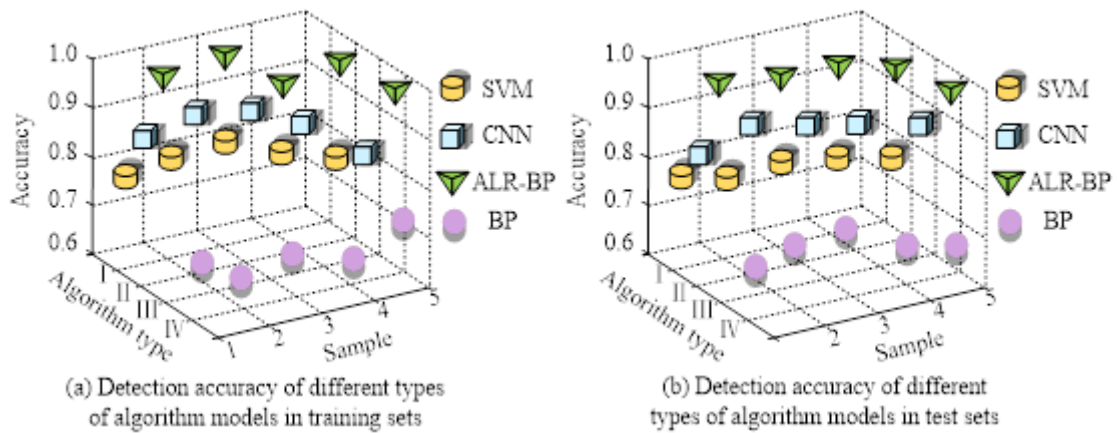 1.0
0.9
0.8
0.7
0.6
Accuracy
I
II
III
IV
Algorithm type
1
2
3
4
5
Sample
SVM
CNN
ALR-BP
BP
(a) Detection accuracy of different types
of algorithm models in training sets
1.0
0.9
0.8
0.7
0.6
Accuracy
I
II
III
IV
Algorithm type
2
3
4
5
Sample
SVM
CNN
ALR-BP
BP
(b) Detection accuracy of different
types of algorithm models in test sets